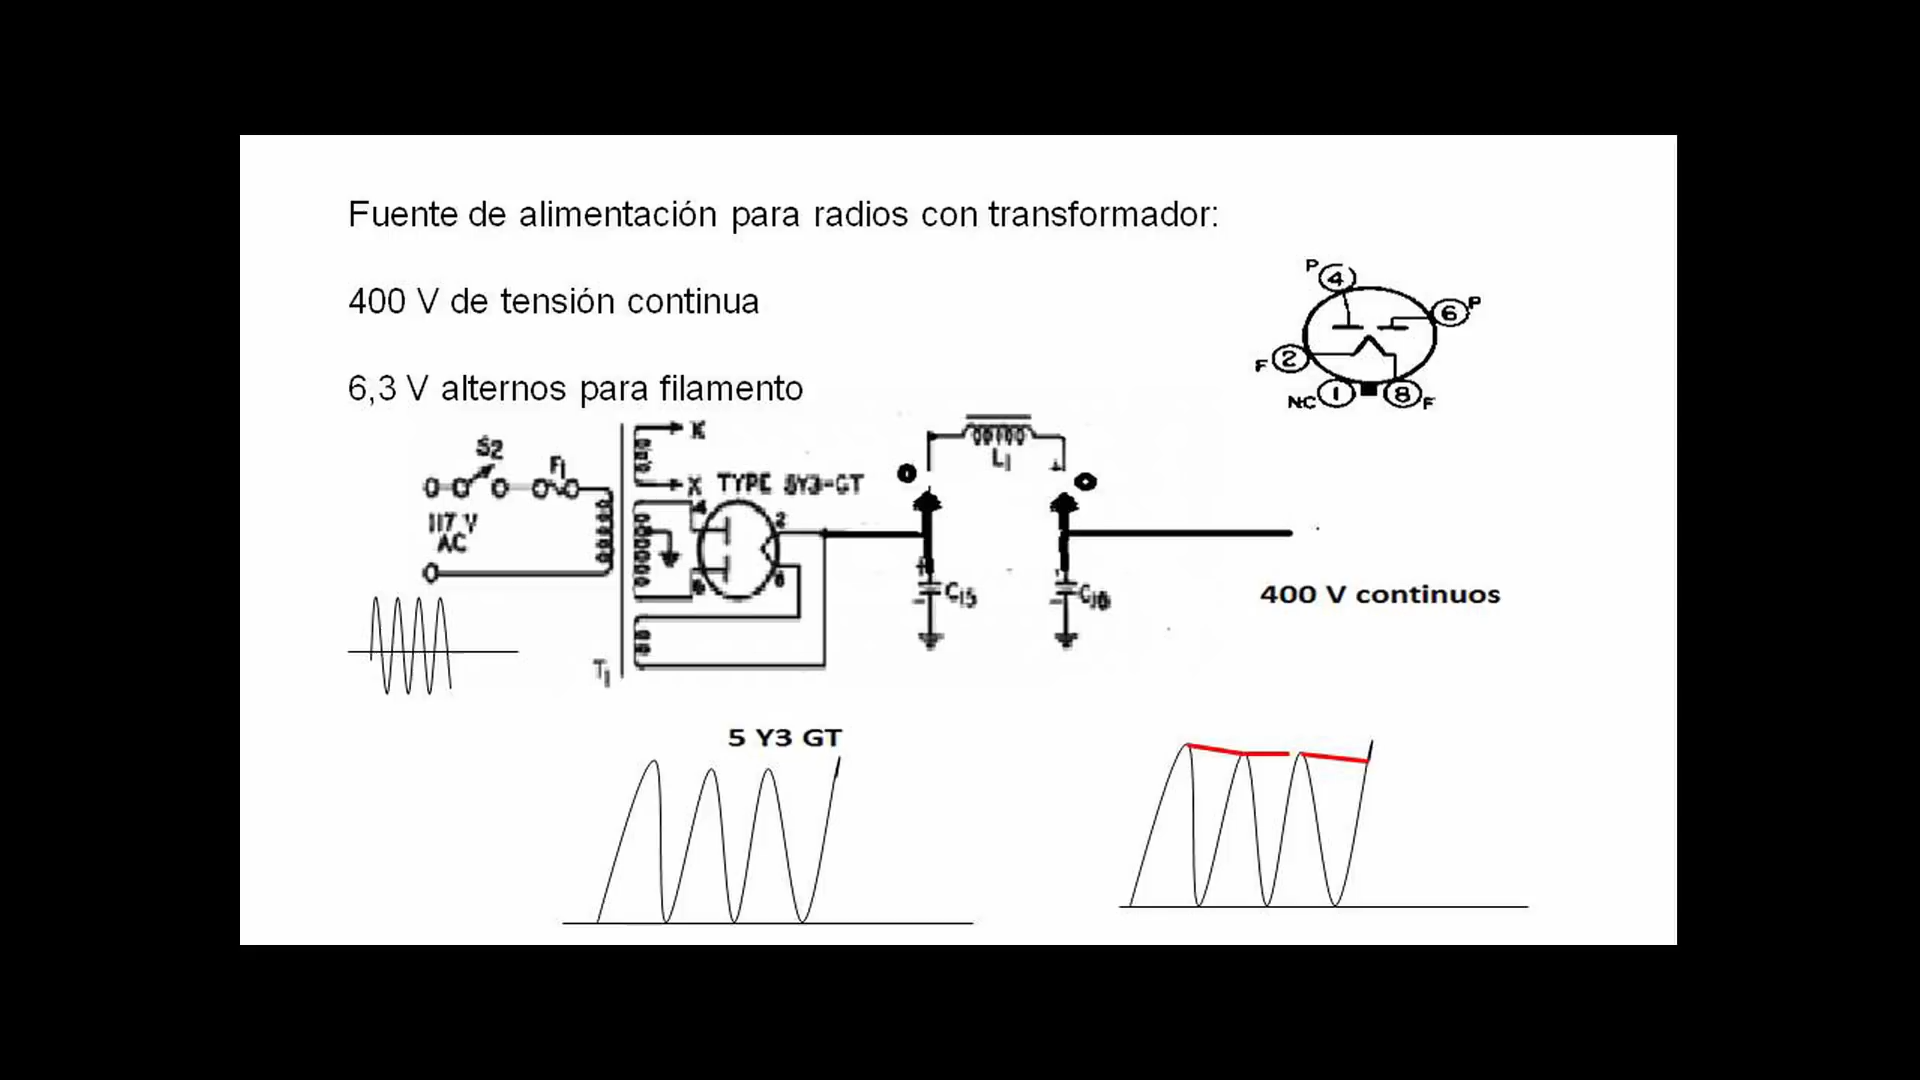 Fuente de alimentación para radios con transformador:
400 V de tensión continua
6,3 V alternos para filamento
P 4
6 P
F 2
NC 1 8 F
S2
F1
117 V
AC
X
X TYPE 5Y3-GT
4
2
6
8
T1
L1
+
+
C15
C16
400 V continuos
5 Y3 GT